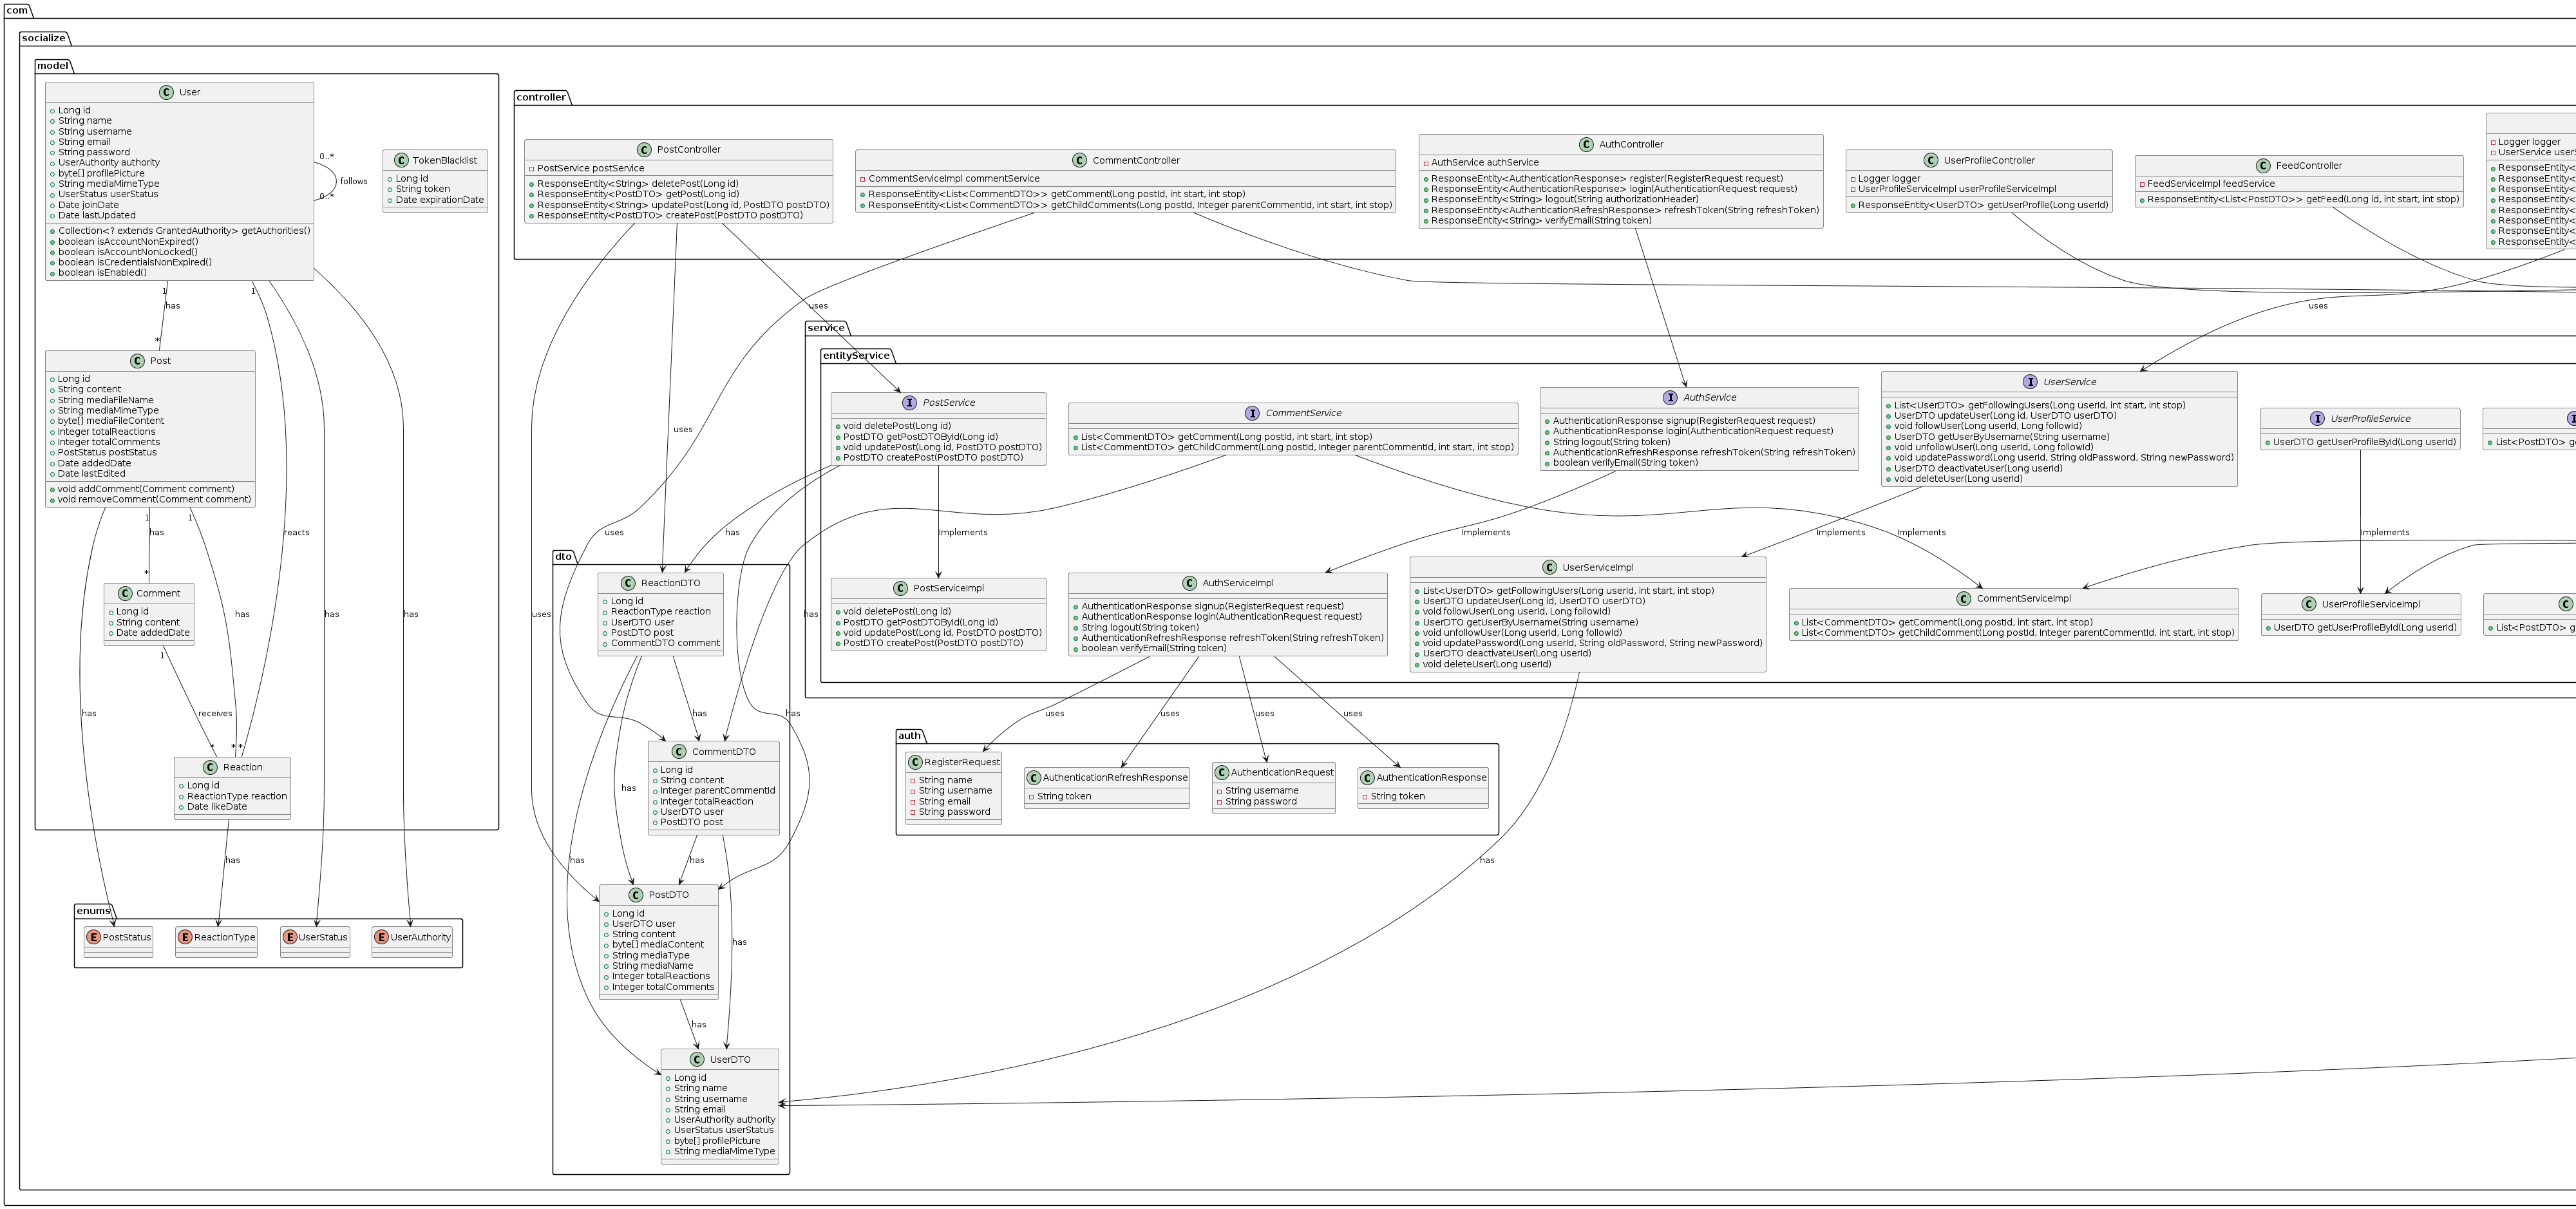 com
socialize
model
User
Long id
String name
String username
String email
String password
UserAuthority authority
byte[] profilePicture
String mediaMimeType
UserStatus userStatus
Date joinDate
Date lastUpdated
Collection<? extends GrantedAuthority> getAuthorities()
boolean isAccountNonExpired()
boolean isAccountNonLocked()
boolean isCredentialsNonExpired()
boolean isEnabled()
0..*
follows
0..*
TokenBlacklist
Long id
String token
Date expirationDate
1
has
*
1
reacts
*
has
has
Post
Long id
String content
String mediaFileName
String mediaMimeType
byte[] mediaFileContent
Integer totalReactions
Integer totalComments
PostStatus postStatus
Date addedDate
Date lastEdited
void addComment(Comment comment)
void removeComment(Comment comment)
1
has
*
1
has
*
has
Comment
Long id
String content
Date addedDate
1
receives
*
Reaction
Long id
ReactionType reaction
Date likeDate
has
enums
PostStatus
ReactionType
UserStatus
UserAuthority
controller
PostController
PostService postService
ResponseEntity<String> deletePost(Long id)
ResponseEntity<PostDTO> getPost(Long id)
ResponseEntity<String> updatePost(Long id, PostDTO postDTO)
ResponseEntity<PostDTO> createPost(PostDTO postDTO)
CommentController
CommentServiceImpl commentService
ResponseEntity<List<CommentDTO>> getComment(Long postId, int start, int stop)
ResponseEntity<List<CommentDTO>> getChildComments(Long postId, Integer parentCommentId, int start, int stop)
AuthController
AuthService authService
ResponseEntity<AuthenticationResponse> register(RegisterRequest request)
ResponseEntity<AuthenticationResponse> login(AuthenticationRequest request)
ResponseEntity<String> logout(String authorizationHeader)
ResponseEntity<AuthenticationRefreshResponse> refreshToken(String refreshToken)
ResponseEntity<String> verifyEmail(String token)
UserProfileController
Logger logger
UserProfileServiceImpl userProfileServiceImpl
ResponseEntity<UserDTO> getUserProfile(Long userId)
FeedController
FeedServiceImpl feedService
ResponseEntity<List<PostDTO>> getFeed(Long id, int start, int stop)
Logger logger
UserService userS
ResponseEntity<
ResponseEntity<
ResponseEntity<
ResponseEntity<
ResponseEntity<
ResponseEntity<
ResponseEntity<
ResponseEntity<
uses
uses
uses
uses
uses
service
entityService
PostService
void deletePost(Long id)
PostDTO getPostDTOById(Long id)
void updatePost(Long id, PostDTO postDTO)
PostDTO createPost(PostDTO postDTO)
CommentService
List<CommentDTO> getComment(Long postId, int start, int stop)
List<CommentDTO> getChildComment(Long postId, Integer parentCommentId, int start, int stop)
AuthService
AuthenticationResponse signup(RegisterRequest request)
AuthenticationResponse login(AuthenticationRequest request)
String logout(String token)
AuthenticationRefreshResponse refreshToken(String refreshToken)
boolean verifyEmail(String token)
UserService
List<UserDTO> getFollowingUsers(Long userId, int start, int stop)
UserDTO updateUser(Long id, UserDTO userDTO)
void followUser(Long userId, Long followId)
UserDTO getUserByUsername(String username)
void unfollowUser(Long userId, Long followId)
void updatePassword(Long userId, String oldPassword, String newPassword)
UserDTO deactivateUser(Long userId)
void deleteUser(Long userId)
UserProfileService
UserDTO getUserProfileById(Long userId)
I
List<PostDTO> g
has
Implements
has
has
Implements
Implements
Implements
Implements
PostServiceImpl
void deletePost(Long id)
PostDTO getPostDTOById(Long id)
void updatePost(Long id, PostDTO postDTO)
PostDTO createPost(PostDTO postDTO)
AuthServiceImpl
AuthenticationResponse signup(RegisterRequest request)
AuthenticationResponse login(AuthenticationRequest request)
String logout(String token)
AuthenticationRefreshResponse refreshToken(String refreshToken)
boolean verifyEmail(String token)
UserServiceImpl
List<UserDTO> getFollowingUsers(Long userId, int start, int stop)
UserDTO updateUser(Long id, UserDTO userDTO)
void followUser(Long userId, Long followId)
UserDTO getUserByUsername(String username)
void unfollowUser(Long userId, Long followId)
void updatePassword(Long userId, String oldPassword, String newPassword)
UserDTO deactivateUser(Long userId)
void deleteUser(Long userId)
CommentServiceImpl
List<CommentDTO> getComment(Long postId, int start, int stop)
List<CommentDTO> getChildComment(Long postId, Integer parentCommentId, int start, int stop)
UserProfileServiceImpl
UserDTO getUserProfileById(Long userId)
List<PostDTO> g
dto
ReactionDTO
Long id
ReactionType reaction
UserDTO user
PostDTO post
CommentDTO comment
has
has
has
CommentDTO
Long id
String content
Integer parentCommentId
Integer totalReaction
UserDTO user
PostDTO post
has
has
PostDTO
Long id
UserDTO user
String content
byte[] mediaContent
String mediaType
String mediaName
Integer totalReactions
Integer totalComments
has
UserDTO
Long id
String name
String username
String email
UserAuthority authority
UserStatus userStatus
byte[] profilePicture
String mediaMimeType
has
uses
uses
uses
uses
auth
RegisterRequest
String name
String username
String email
String password
AuthenticationRefreshResponse
String token
AuthenticationRequest
String username
String password
AuthenticationResponse
String token